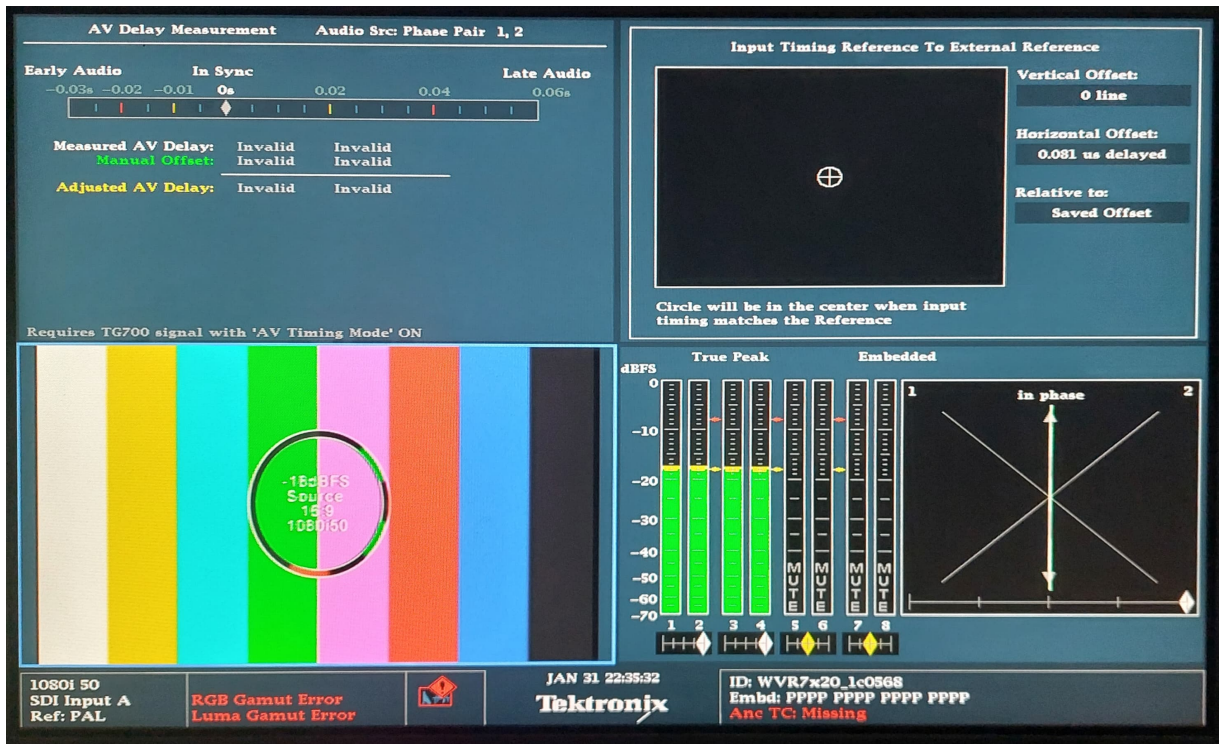 AV Delay Measurement Audio Src: Phase Pair 1, 2
Early Audio In Sync Late Audio
-0.03s -0.02 -0.01 0s 0.02 0.04 0.06s
Measured AV Delay: Invalid Invalid
Manual Offset: Invalid Invalid
Adjusted AV Delay: Invalid Invalid
Requires TG700 signal with 'AV Timing Mode' ON
Input Timing Reference To External Reference
Vertical Offset:
0 line
Horizontal Offset:
0.081 us delayed
Relative to:
Saved Offset
Circle will be in the center when input
timing matches the Reference
-18dBFS
Source
16:9
1080i50
True Peak Embedded
dBFS
0
-10
-20
-30
-40
-50
-60
-70
MUTE MUTE MUTE MUTE
1 2 3 4 5 6 7 8
1 in phase 2
1080i 50
SDI Input A
Ref: PAL
RGB Gamut Error
Luma Gamut Error
JAN 31 22:35:32
Tektronix
ID: WVR7x20_1c0568
Embd: PPPP PPPP PPPP PPPP
Anc TC: Missing